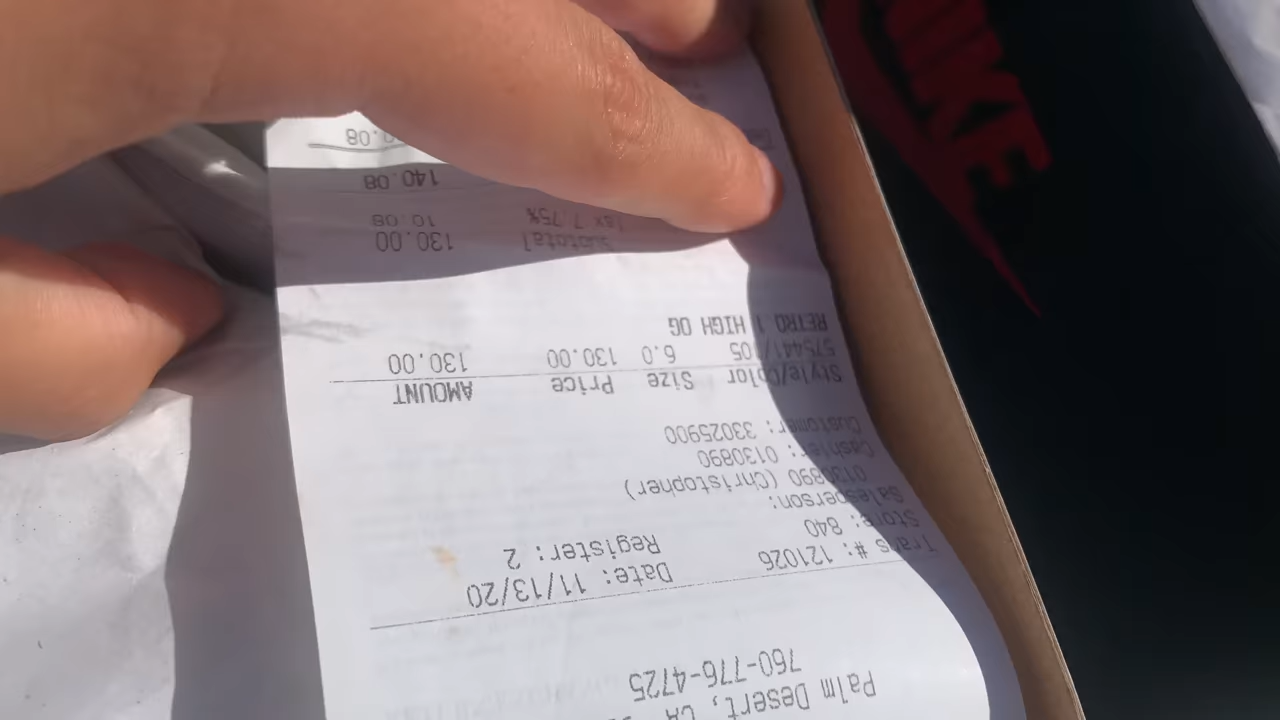 NIKE
Palm Desert, CA
760-776-4725
Date: 11/13/20
Trans #: 121026 Register: 2
Store: 840
Salesperson:
0130890 (Christopher)
Cashier: 0130890
Customer: 33025900
Style/Color Size Price AMOUNT
575441/105 6.0 130.00 130.00
RETRO 1 HIGH OG
Subtotal 130.00
Tax 7.75% 10.08
140.08